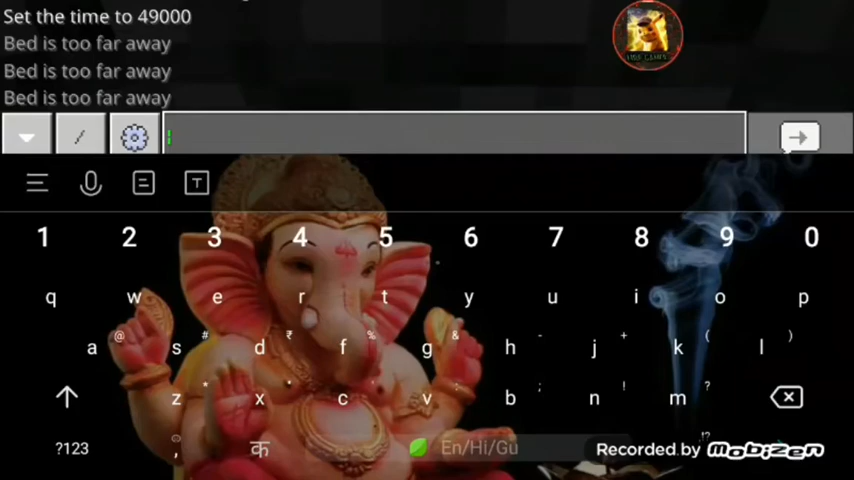 Set the time to 49000
Bed is too far away
Bed is too far away
Bed is too far away
/
T
1 2 3 4 5 6 7 8 9 0
q w e r t y u i o p
@ # ₹ % & - + ( )
a s d f g h j k l
* " ' : ; ! ?
z x c v b n m
?123 , क En/Hi/Gu !?
Recorded by MOBIZEN